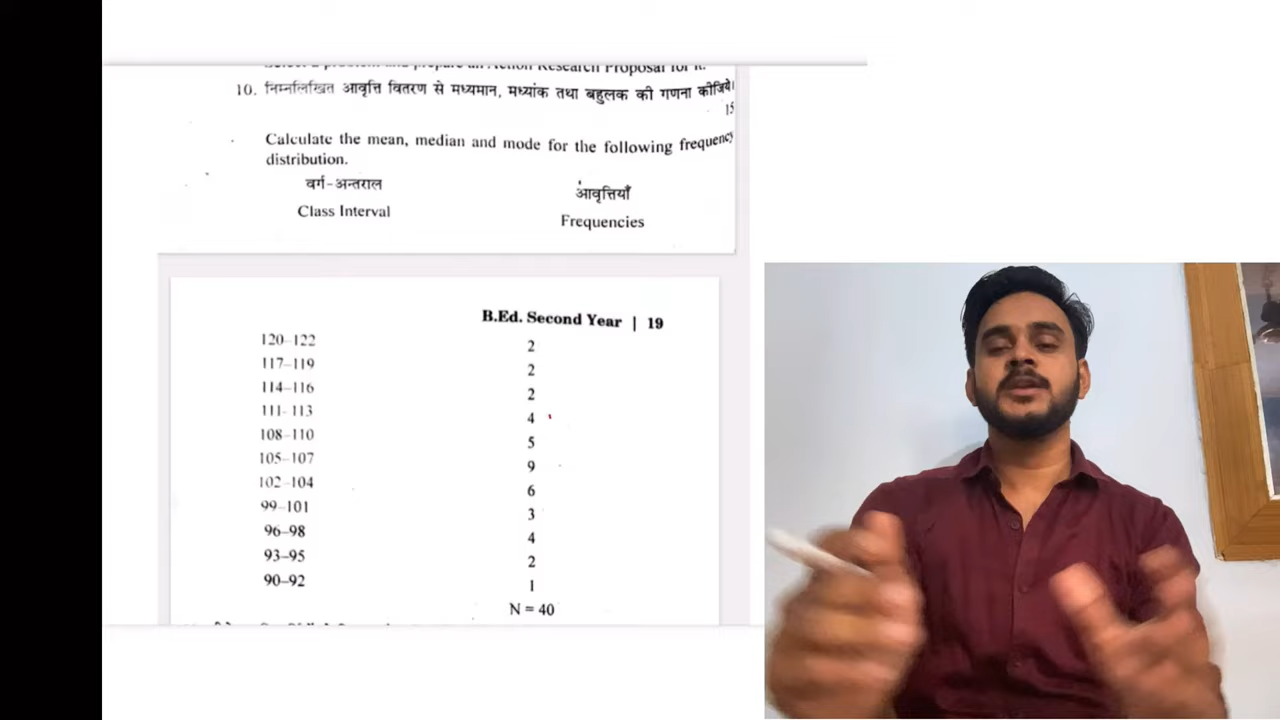 10. निम्नलिखित आवृत्ति वितरण से मध्यमान, मध्यांक तथा बहुलक की गणना कीजिये।
15
Calculate the mean, median and mode for the following frequency
distribution.
वर्ग-अन्तराल आवृत्तियाँ
Class Interval Frequencies
B.Ed. Second Year | 19
120-122 2
117-119 2
114-116 2
111-113 4
108-110 5
105-107 9
102-104 6
99-101 3
96-98 4
93-95 2
90-92 1
N = 40